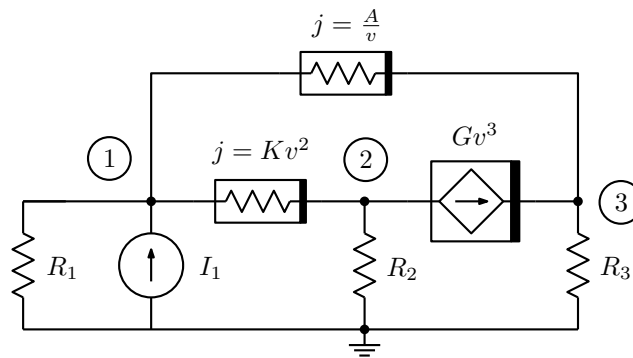 j = A/v
j = Kv²
Gv³
1
2
3
R₁
I₁
R₂
R₃